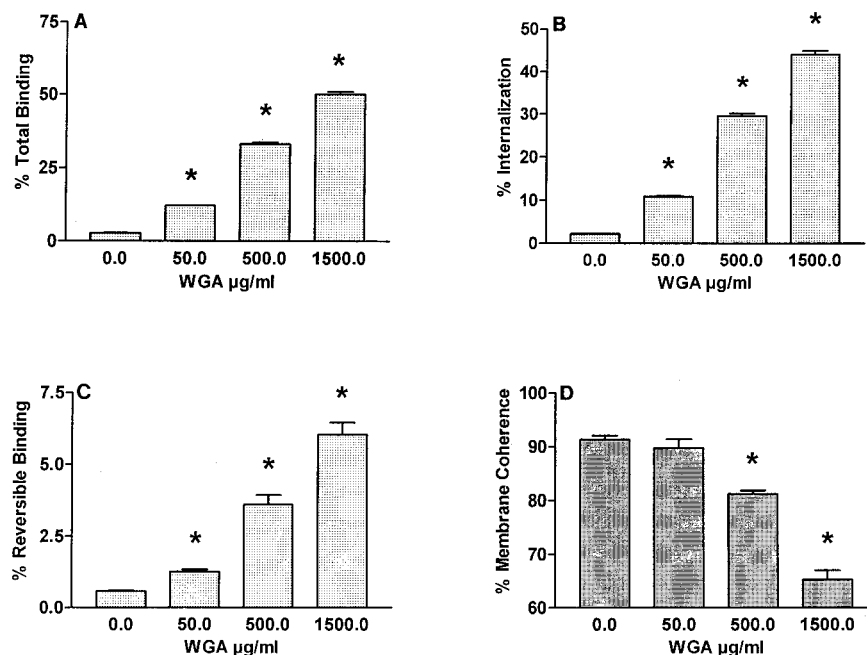 A
75
50
25
0
% Total Binding
*
*
*
0.0 50.0 500.0 1500.0
WGA µg/ml
B
50
40
30
20
10
0
% Internalization
*
*
*
0.0 50.0 500.0 1500.0
WGA µg/ml
C
7.5
5.0
2.5
0.0
% Reversible Binding
*
*
*
0.0 50.0 500.0 1500.0
WGA µg/ml
D
100
90
80
70
60
% Membrane Coherence
*
*
0.0 50.0 500.0 1500.0
WGA µg/ml